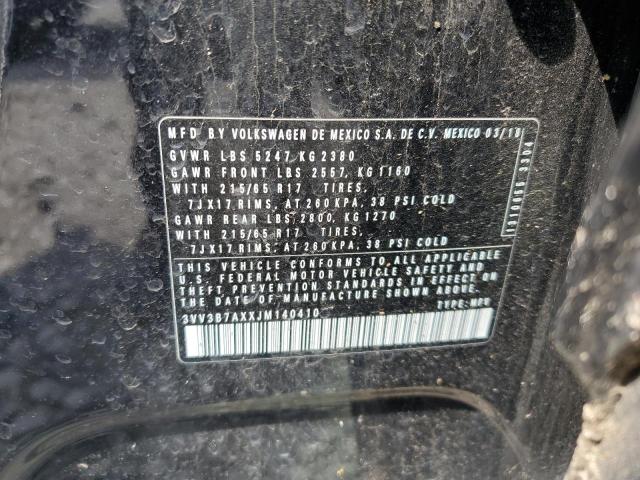 MFD BY VOLKSWAGEN DE MEXICO S.A. DE C.V. MEXICO 03/18
GVWR LBS 5247 KG 2380
GAWR FRONT LBS 2557 KG 1160
WITH 215/65 R17 TIRES,
7JX17 RIMS, AT 260 KPA, 38 PSI COLD
GAWR REAR LBS 2800, KG 1270
WITH 215/65 R17 TIRES,
7JX17 RIMS, AT 260 KPA, 38 PSI COLD
THIS VEHICLE CONFORMS TO ALL APPLICABLE
U.S. FEDERAL MOTOR VEHICLE SAFETY AND
THEFT PREVENTION STANDARDS IN EFFECT ON
THE DATE OF MANUFACTURE SHOWN ABOVE.
3VV3B7AXXJM140410 TYPE: MPV
3304